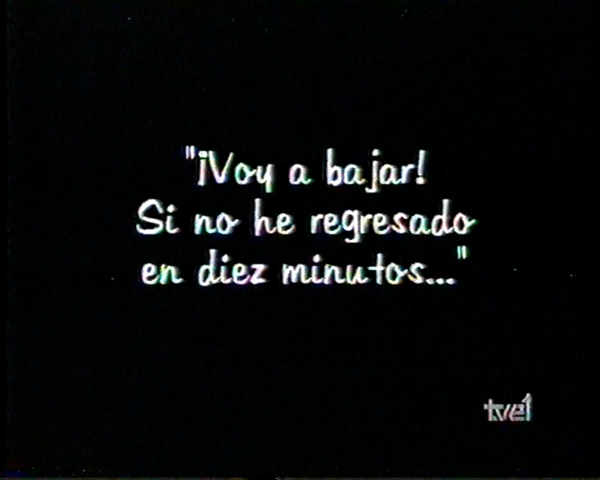 "¡Voy a bajar!
Si no he regresado
en diez minutos..."
tve1